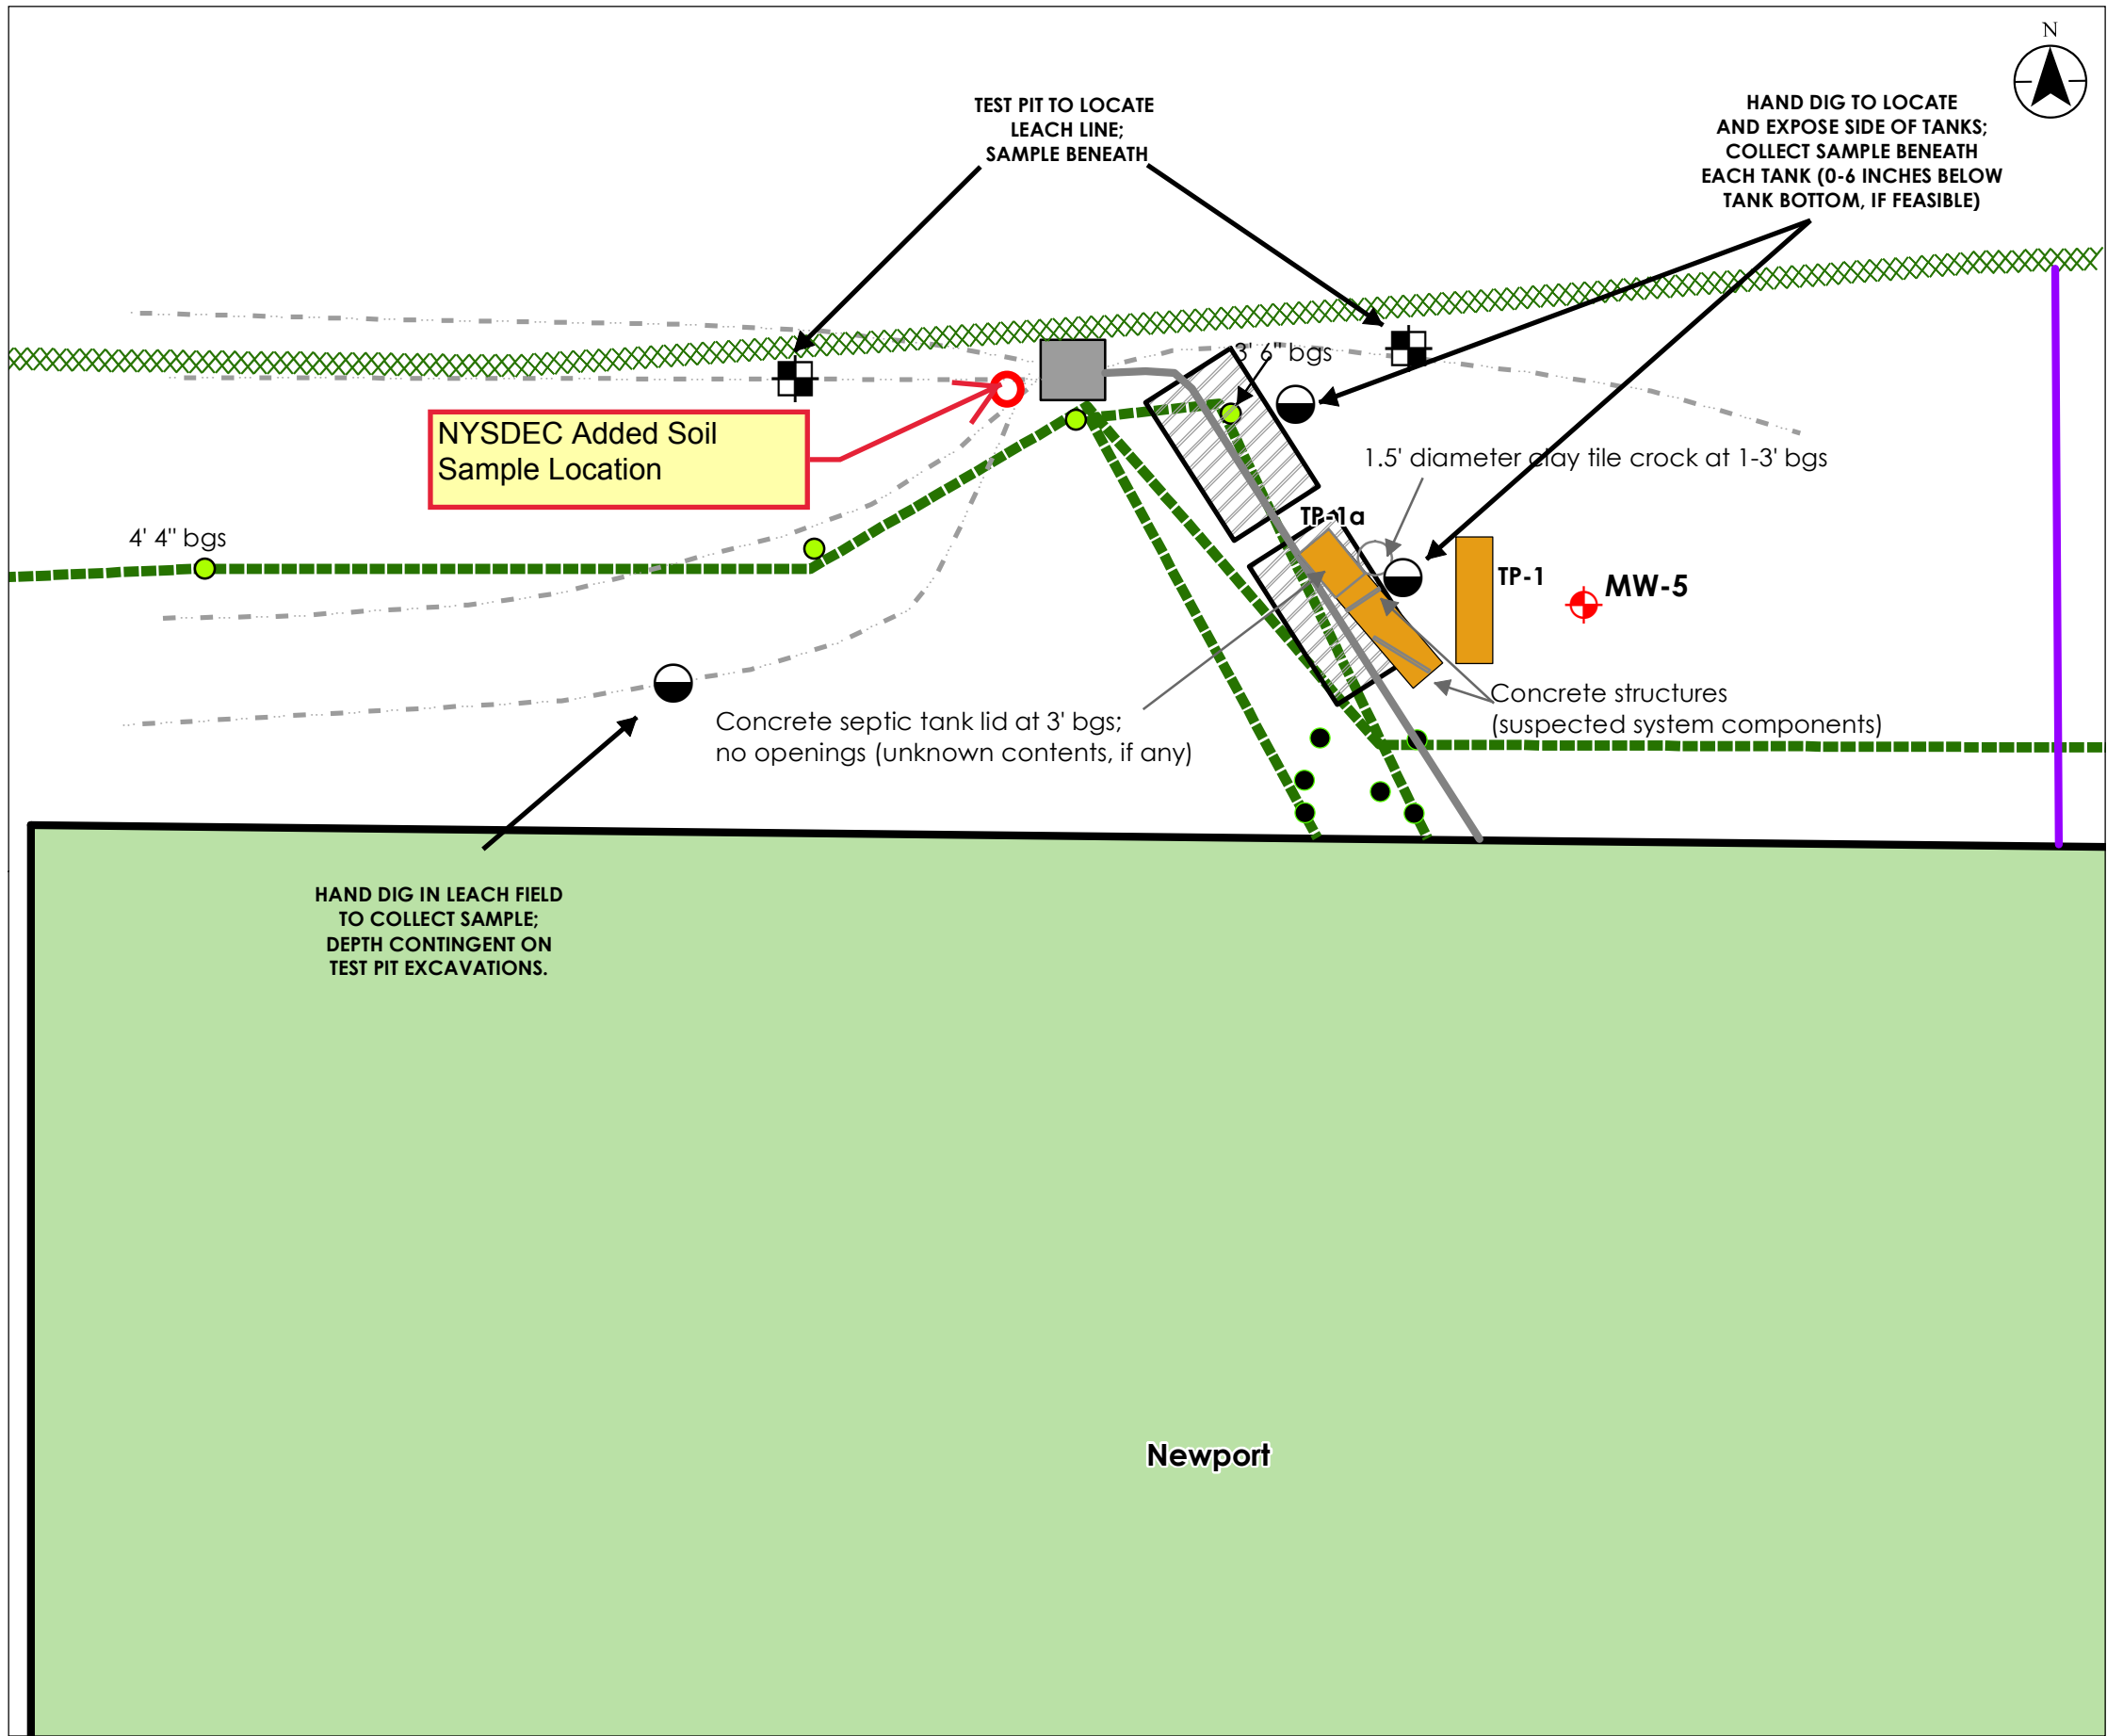 N
TEST PIT TO LOCATE
LEACH LINE;
SAMPLE BENEATH
HAND DIG TO LOCATE
AND EXPOSE SIDE OF TANKS;
COLLECT SAMPLE BENEATH
EACH TANK (0-6 INCHES BELOW
TANK BOTTOM, IF FEASIBLE)
3' 6" bgs
NYSDEC Added Soil
Sample Location
1.5' diameter clay tile crock at 1-3' bgs
TP-1a
4' 4" bgs
TP-1
MW-5
Concrete structures
(suspected system components)
Concrete septic tank lid at 3' bgs;
no openings (unknown contents, if any)
HAND DIG IN LEACH FIELD
TO COLLECT SAMPLE;
DEPTH CONTINGENT ON
TEST PIT EXCAVATIONS.
Newport